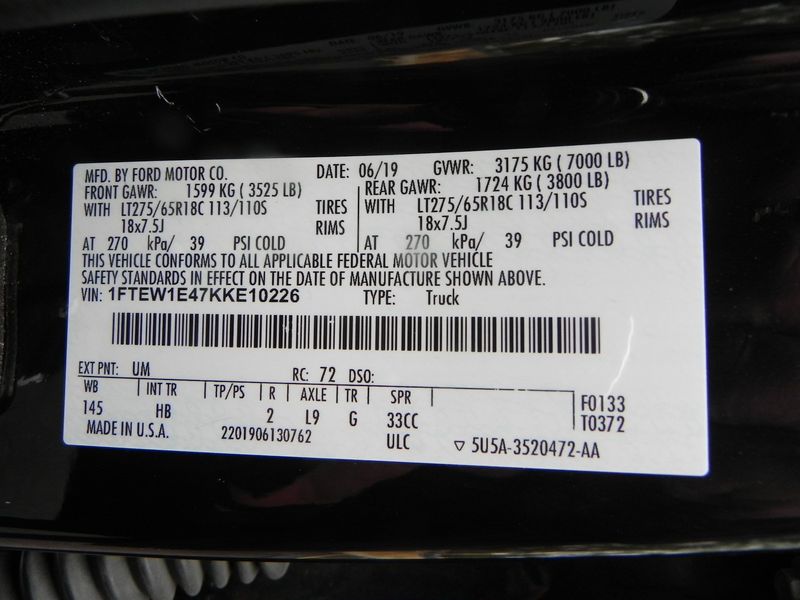 MFD. BY FORD MOTOR CO. DATE: 06/19 GVWR: 3175 KG ( 7000 LB)
FRONT GAWR: 1599 KG ( 3525 LB) REAR GAWR: 1724 KG ( 3800 LB)
WITH LT275/65R18C 113/110S TIRES WITH LT275/65R18C 113/110S TIRES
18x7.5J RIMS 18x7.5J RIMS
AT 270 kPa/ 39 PSI COLD AT 270 kPa/ 39 PSI COLD
THIS VEHICLE CONFORMS TO ALL APPLICABLE FEDERAL MOTOR VEHICLE
SAFETY STANDARDS IN EFFECT ON THE DATE OF MANUFACTURE SHOWN ABOVE.
VIN: 1FTEW1E47KKE10226 TYPE: Truck
EXT PNT: UM RC: 72 DSO:
WB INT TR TP/PS R AXLE TR SPR
145 HB 2 L9 G 33CC F0133
T0372
MADE IN U.S.A. 2201906130762 ULC ▽ 5U5A-3520472-AA